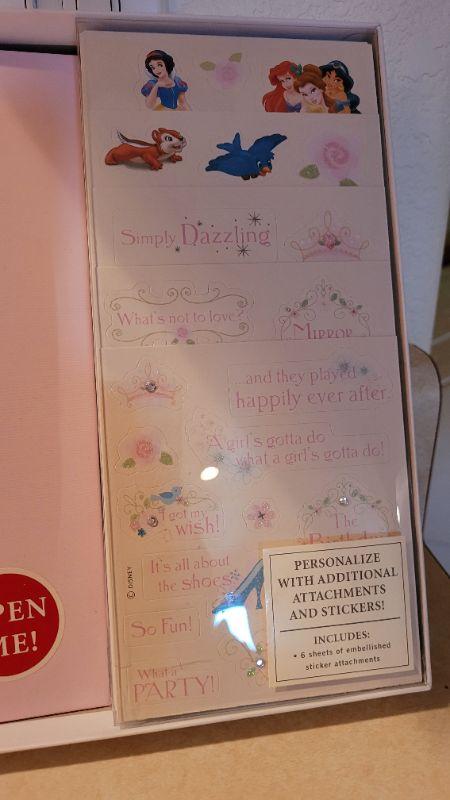 Simply Dazzling
What's not to love?
MIRROR
...and they played
happily ever after.
A girl's gotta do
what a girl's gotta do!
I got my
wish!
The
It's all about
the shoes
So Fun!
What a
PARTY!
© DISNEY
PERSONALIZE
WITH ADDITIONAL
ATTACHMENTS
AND STICKERS!
INCLUDES:
• 6 sheets of embellished
sticker attachments
PEN
ME!